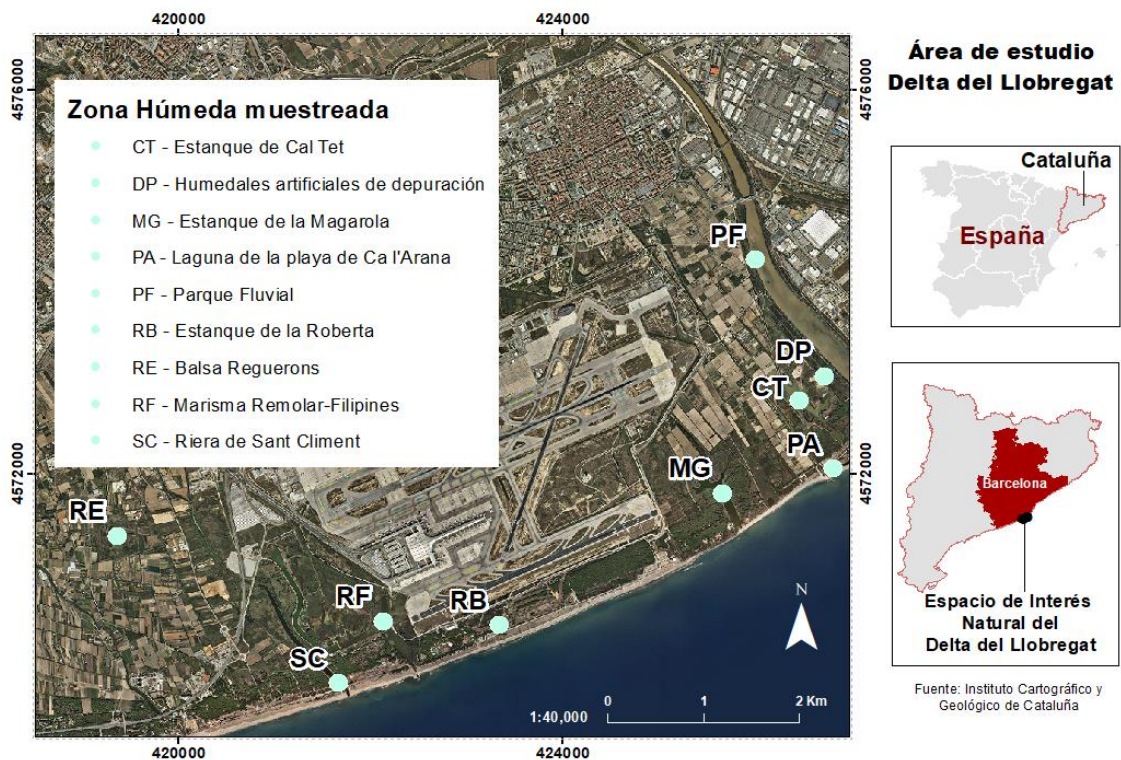 420000
424000
4576000
4576000
Zona Húmeda muestreada
CT - Estanque de Cal Tet
DP - Humedales artificiales de depuración
MG - Estanque de la Magarola
PA - Laguna de la playa de Ca l'Arana
PF - Parque Fluvial
RB - Estanque de la Roberta
RE - Balsa Reguerons
RF - Marisma Remolar-Filipines
SC - Riera de Sant Climent
PF
DP
CT
PA
MG
RE
RF
RB
SC
4572000
4572000
N
0 1 2 Km
1:40,000
420000
424000
Área de estudio
Delta del Llobregat
Cataluña
España
Barcelona
Espacio de Interés
Natural del
Delta del Llobregat
Fuente: Instituto Cartográfico y
Geológico de Cataluña